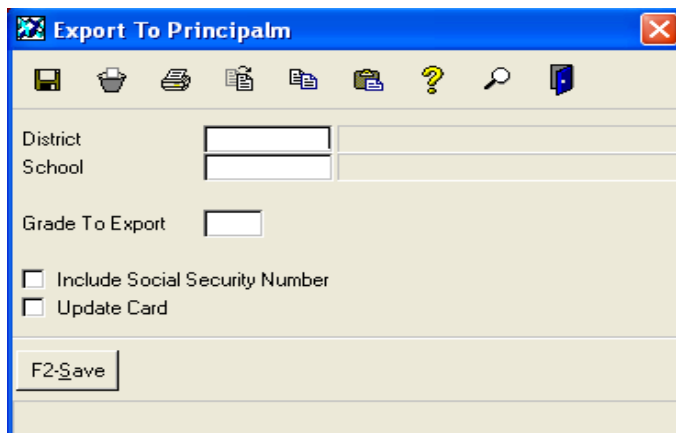 Export To Principalm
District
School
Grade To Export
Include Social Security Number
Update Card
F2-Save